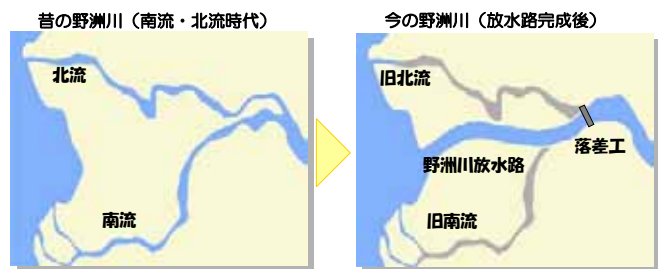 昔の野洲川（南流・北流時代）
北流
南流
今の野洲川（放水路完成後）
旧北流
落差工
野洲川放水路
旧南流